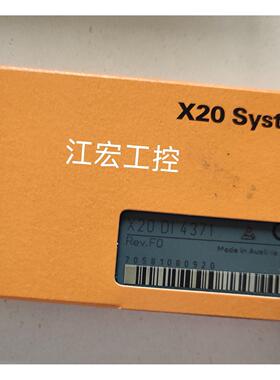 X20 Syst
江宏工控
X20 DI 4371
Rev.F0
Made in Austria